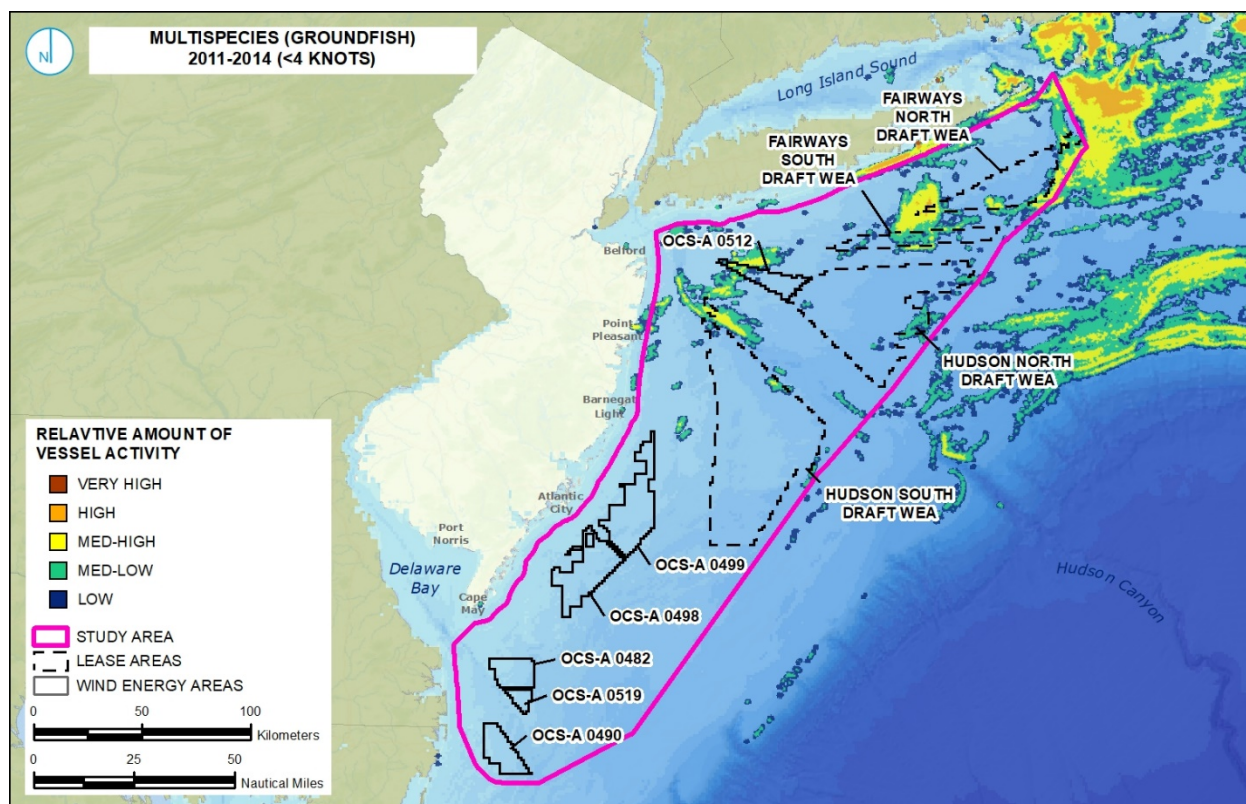 N
MULTISPECIES (GROUNDFISH)
2011-2014 (<4 KNOTS)
Long Island Sound
FAIRWAYS
NORTH
DRAFT WEA
FAIRWAYS
SOUTH
DRAFT WEA
OCS-A 0512
Belford
Point
Pleasant
HUDSON NORTH
DRAFT WEA
Barnegat
Light
HUDSON SOUTH
DRAFT WEA
Atlantic
City
Port
Norris
OCS-A 0499
Delaware
Bay
Cape
May
OCS-A 0498
Hudson Canyon
OCS-A 0482
OCS-A 0519
OCS-A 0490
RELAVTIVE AMOUNT OF
VESSEL ACTIVITY
VERY HIGH
HIGH
MED-HIGH
MED-LOW
LOW
STUDY AREA
LEASE AREAS
WIND ENERGY AREAS
0 50 100
Kilometers
0 25 50
Nautical Miles